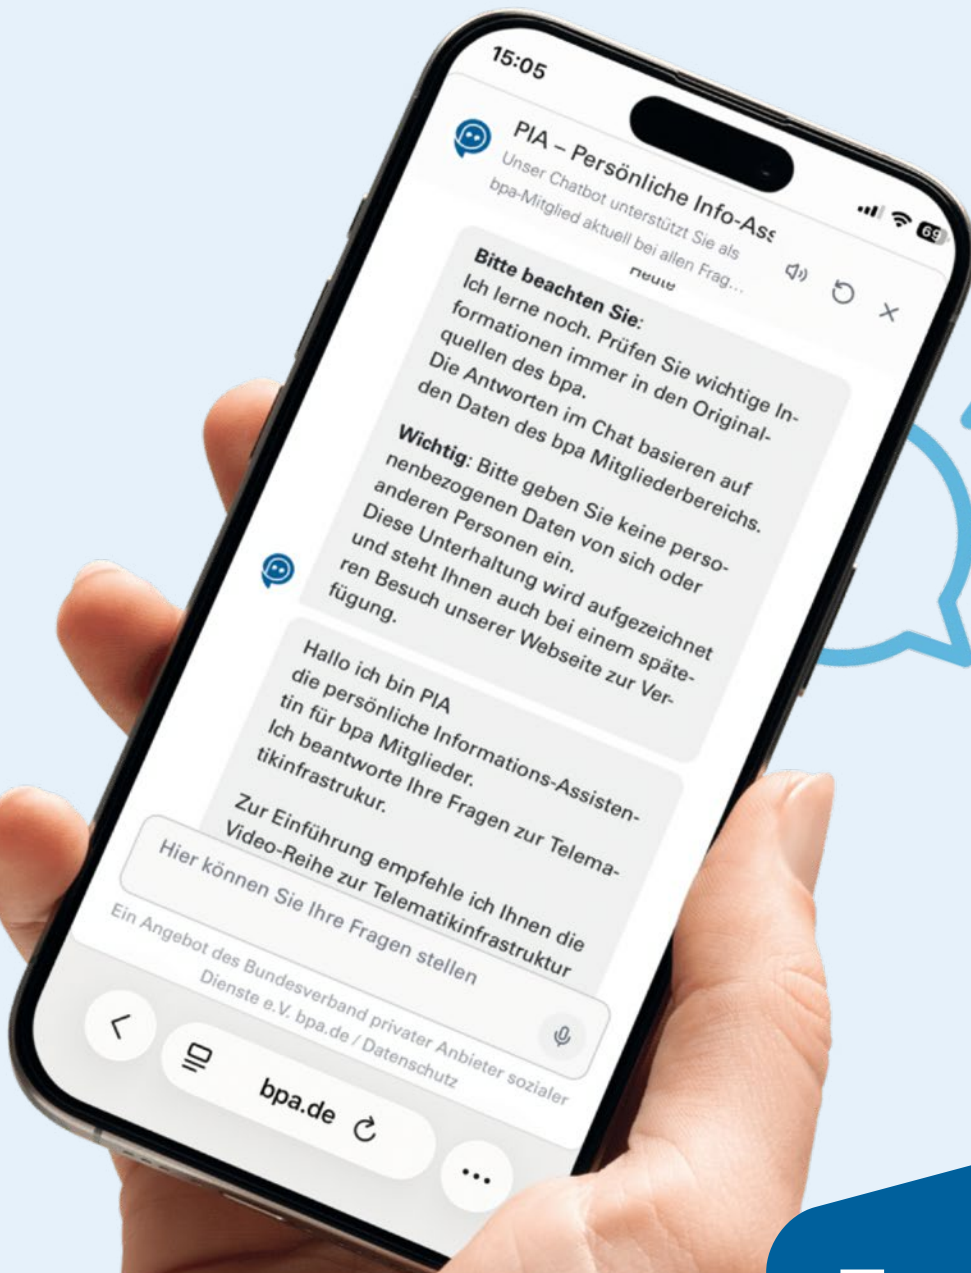 15:05
69
PIA – Persönliche Info-Ass
Unser Chatbot unterstützt Sie als
bpa-Mitglied aktuell bei allen Frag...
heute
Bitte beachten Sie:
Ich lerne noch. Prüfen Sie wichtige In-
formationen immer in den Original-
quellen des bpa.
Die Antworten im Chat basieren auf
den Daten des bpa Mitgliederbereichs.
Wichtig: Bitte geben Sie keine perso-
nenbezogenen Daten von sich oder
anderen Personen ein.
Diese Unterhaltung wird aufgezeichnet
und steht Ihnen auch bei einem späte-
ren Besuch unserer Webseite zur Ver-
fügung.
Hallo ich bin PIA
die persönliche Informations-Assisten-
tin für bpa Mitglieder.
Ich beantworte Ihre Fragen zur Telema-
tikinfrastrukur.
Zur Einführung empfehle ich Ihnen die
Video-Reihe zur Telematikinfrastruktur
Hier können Sie Ihre Fragen stellen
Ein Angebot des Bundesverband privater Anbieter sozialer
Dienste e.V. bpa.de / Datenschutz
bpa.de